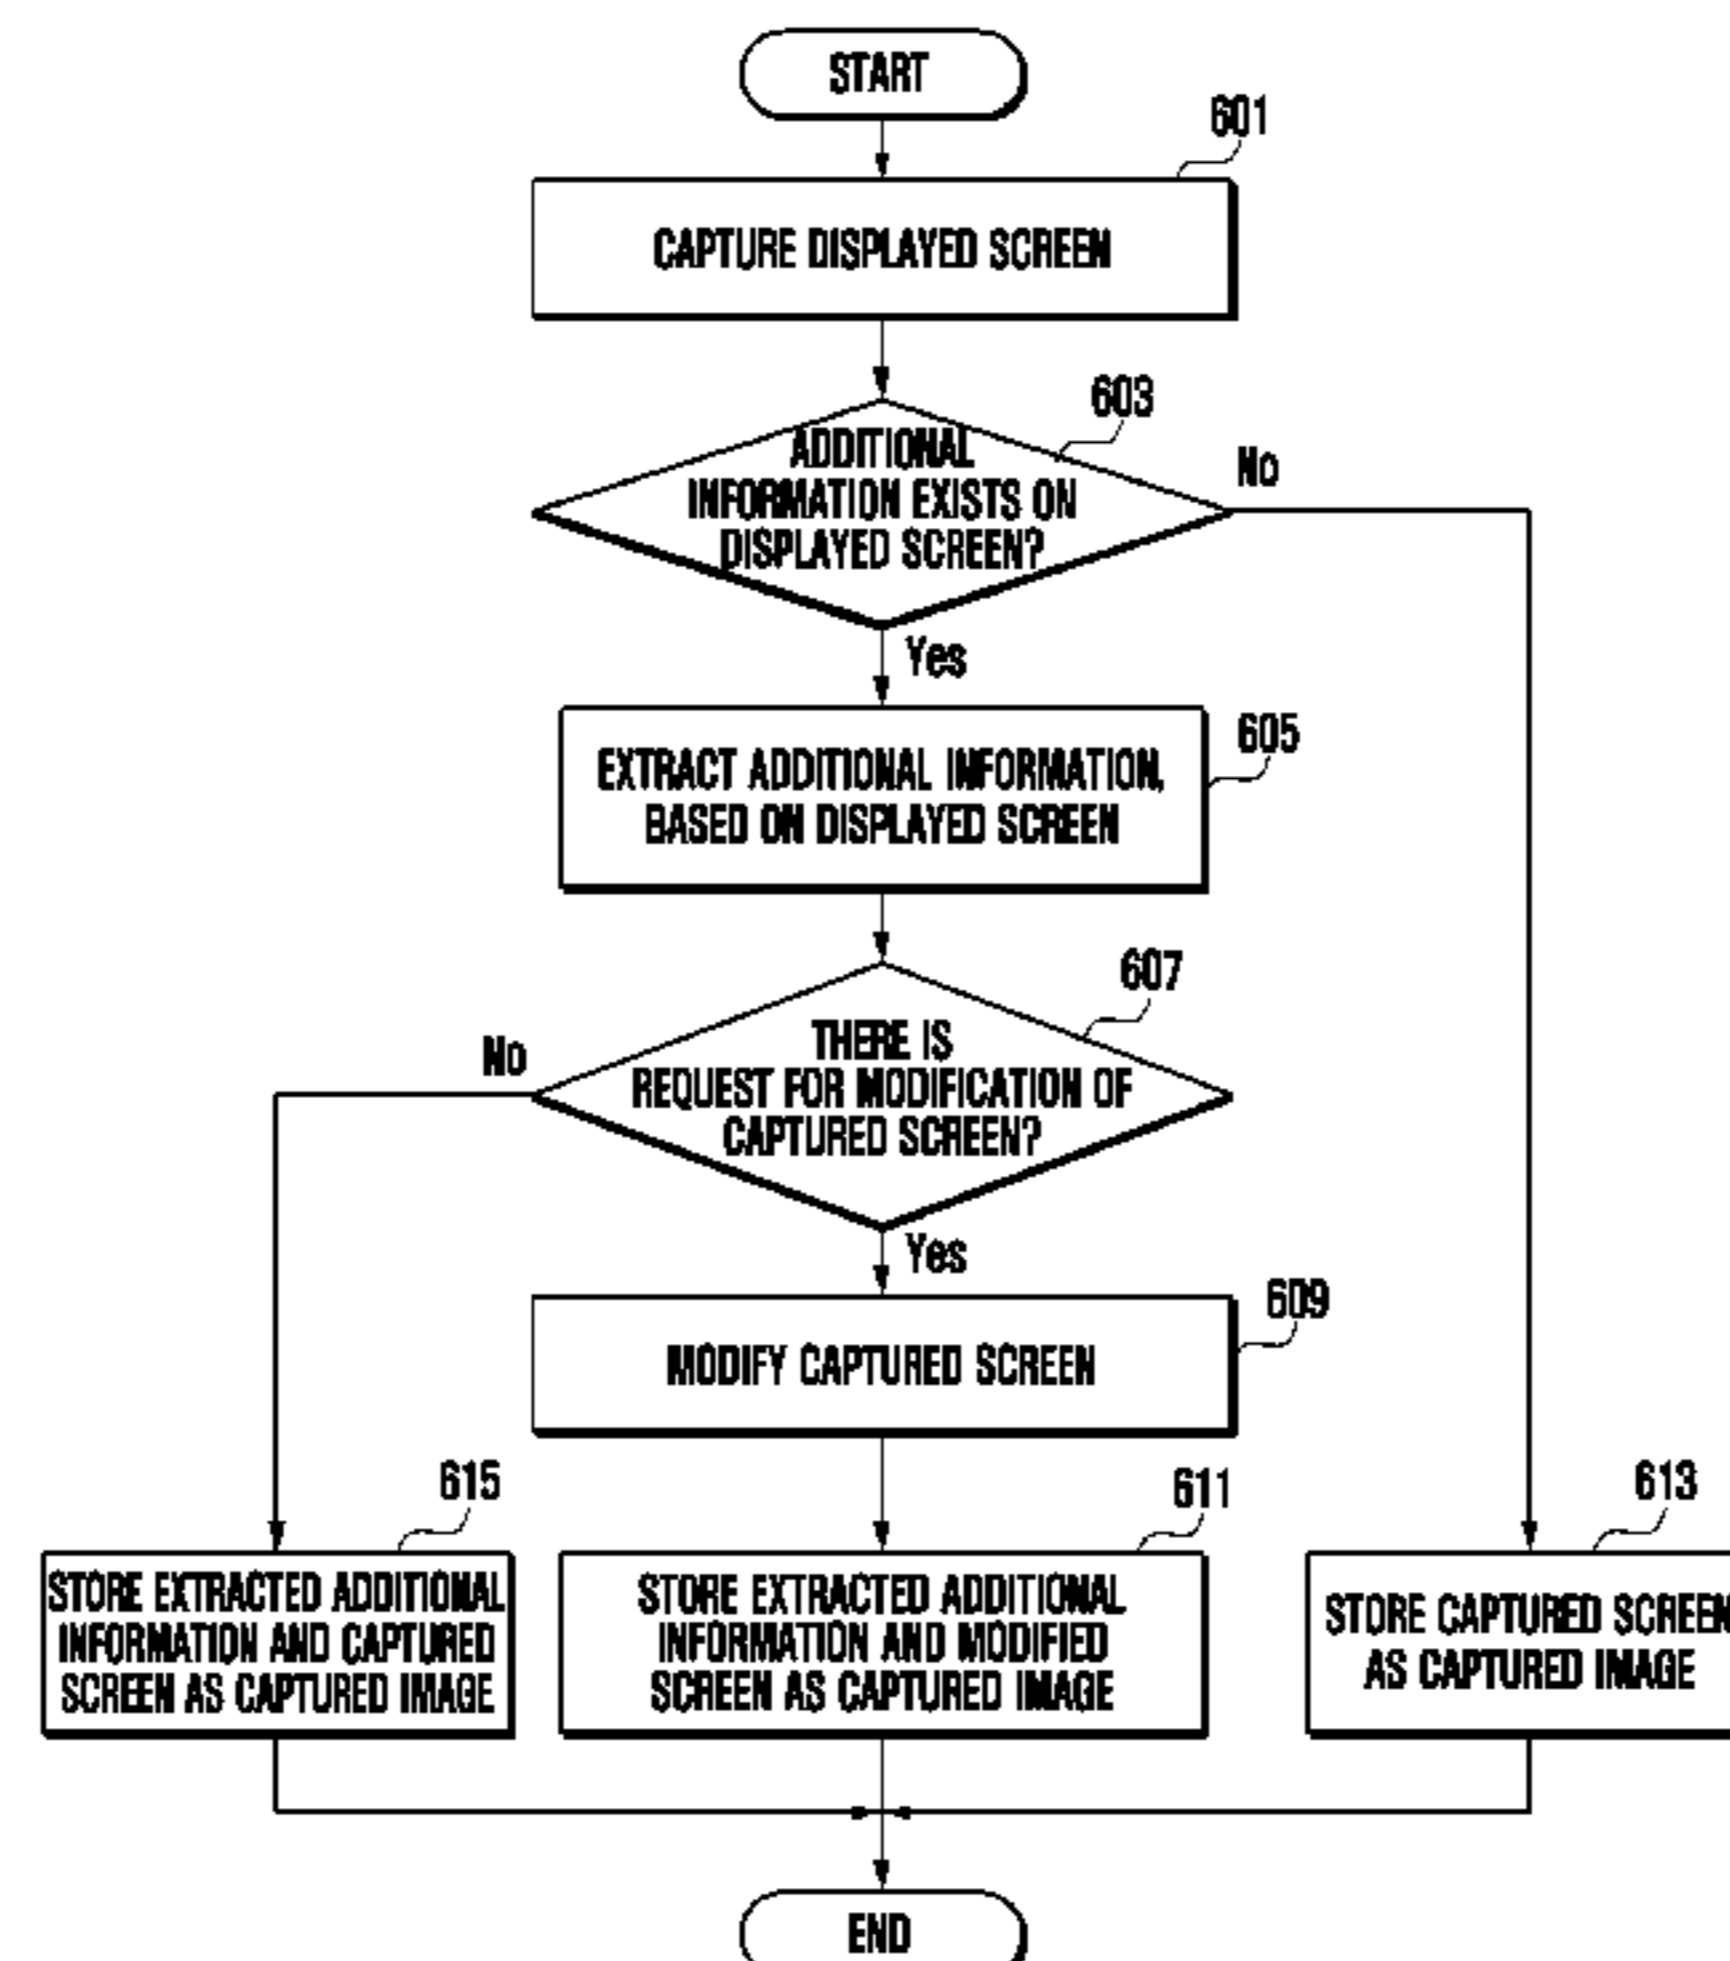 START
601
CAPTURE DISPLAYED SCREEN
603
ADDITIONAL
INFORMATION EXISTS ON
DISPLAYED SCREEN?
No
Yes
605
EXTRACT ADDITIONAL INFORMATION,
BASED ON DISPLAYED SCREEN
607
THERE IS
REQUEST FOR MODIFICATION OF
CAPTURED SCREEN?
No
Yes
609
MODIFY CAPTURED SCREEN
615
STORE EXTRACTED ADDITIONAL
INFORMATION AND CAPTURED
SCREEN AS CAPTURED IMAGE
611
STORE EXTRACTED ADDITIONAL
INFORMATION AND MODIFIED
SCREEN AS CAPTURED IMAGE
613
STORE CAPTURED SCREEN
AS CAPTURED IMAGE
END